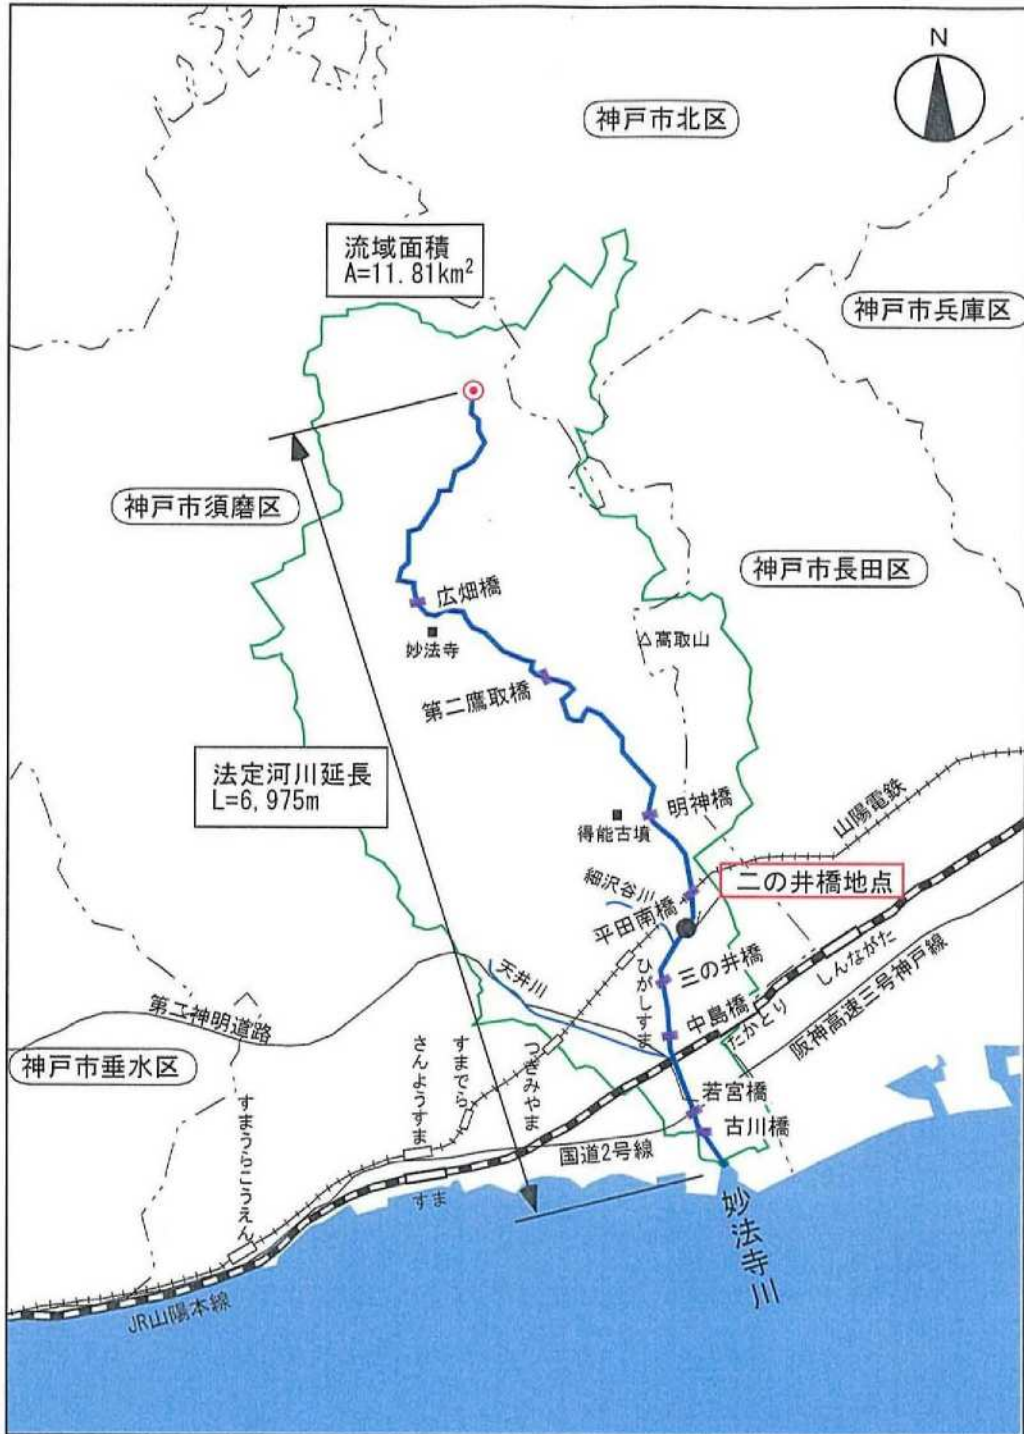 N
神戸市北区
流域面積
A=11.81km²
神戸市兵庫区
神戸市須磨区
神戸市長田区
広畑橋
妙法寺
高取山
第二鷹取橋
法定河川延長
L=6,975m
明神橋
得能古墳
山陽電鉄
細沢谷川
二の井橋地点
平田南橋
ひがしすま
三の井橋
しんながた
天井川
中島橋
たかとり
阪神高速三号神戸線
第二神明道路
神戸市垂水区
さんようすま
すまでら
つきみやま
若宮橋
古川橋
すまうらこうえん
国道2号線
すま
妙法寺川
JR山陽本線